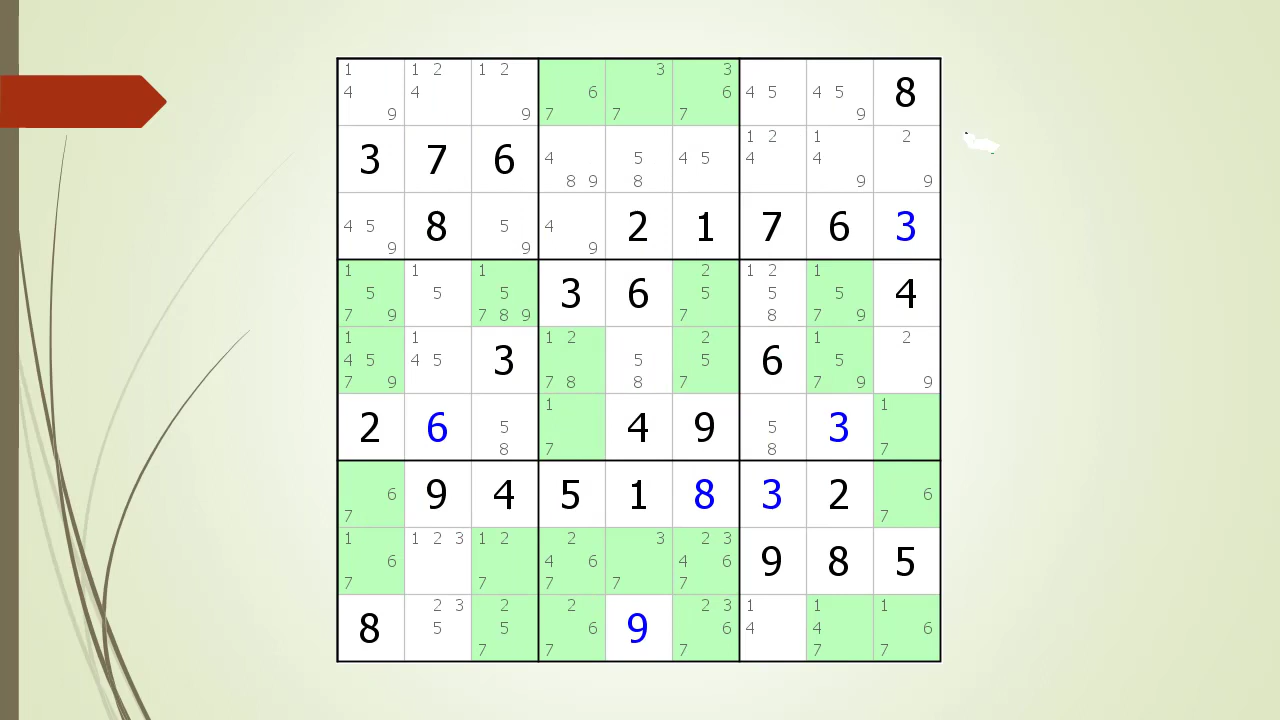 1 1 2 1 2 3 3 8
4 4 6 6 4 5 4 5
9 9 7 7 7 9
3 7 6 4 5 4 5 1 2 1 2
8 9 8 4 4 9 9
4 5 8 5 4 2 1 7 6 3
9 9 9
1 1 1 3 6 2 1 2 1 4
5 5 5 5 5 5
7 9 7 8 9 7 8 7 9
1 1 3 1 2 5 2 6 1 2
4 5 4 5 5 5
7 9 7 8 8 7 7 9 9
2 6 5 1 4 9 5 3 1
8 7 8 7
6 9 4 5 1 8 3 2 6
7 7
1 1 2 3 1 2 2 3 2 3 9 8 5
6 4 6 4 6
7 7 7 7 7
8 2 3 2 2 9 2 3 1 1 1
5 5 6 6 4 4 6
7 7 7 7 7